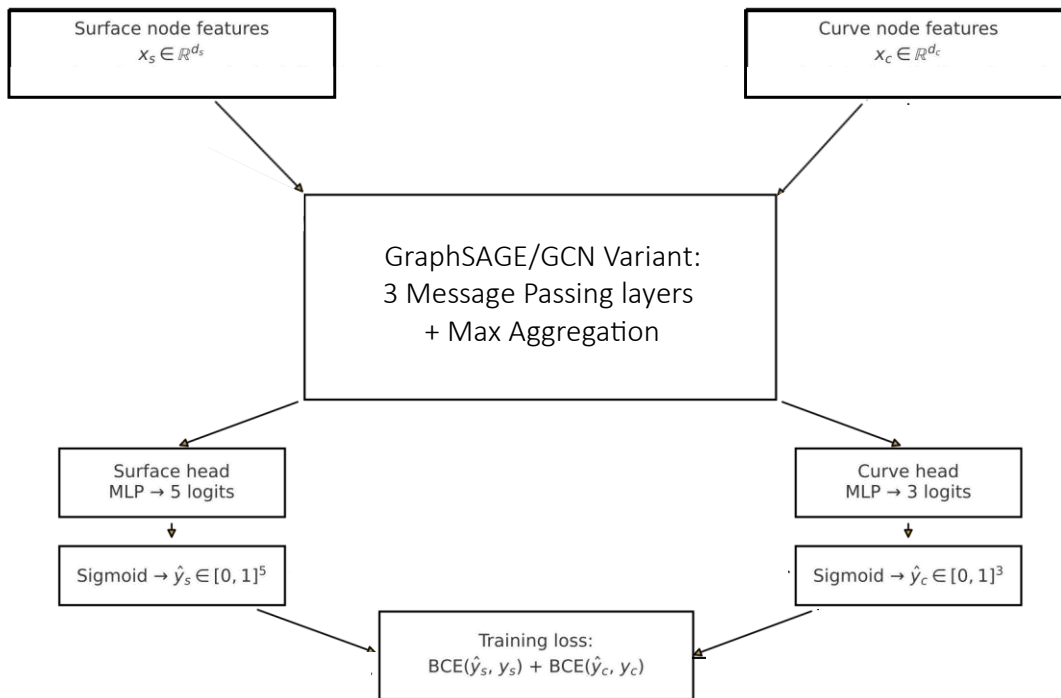 Surface node features
x_s ∈ ℝ^{d_s}
Curve node features
x_c ∈ ℝ^{d_c}
GraphSAGE/GCN Variant:
3 Message Passing layers
+ Max Aggregation
Surface head
MLP → 5 logits
Curve head
MLP → 3 logits
Sigmoid → ŷ_s ∈ [0, 1]^5
Sigmoid → ŷ_c ∈ [0, 1]^3
Training loss:
BCE(ŷ_s, y_s) + BCE(ŷ_c, y_c)